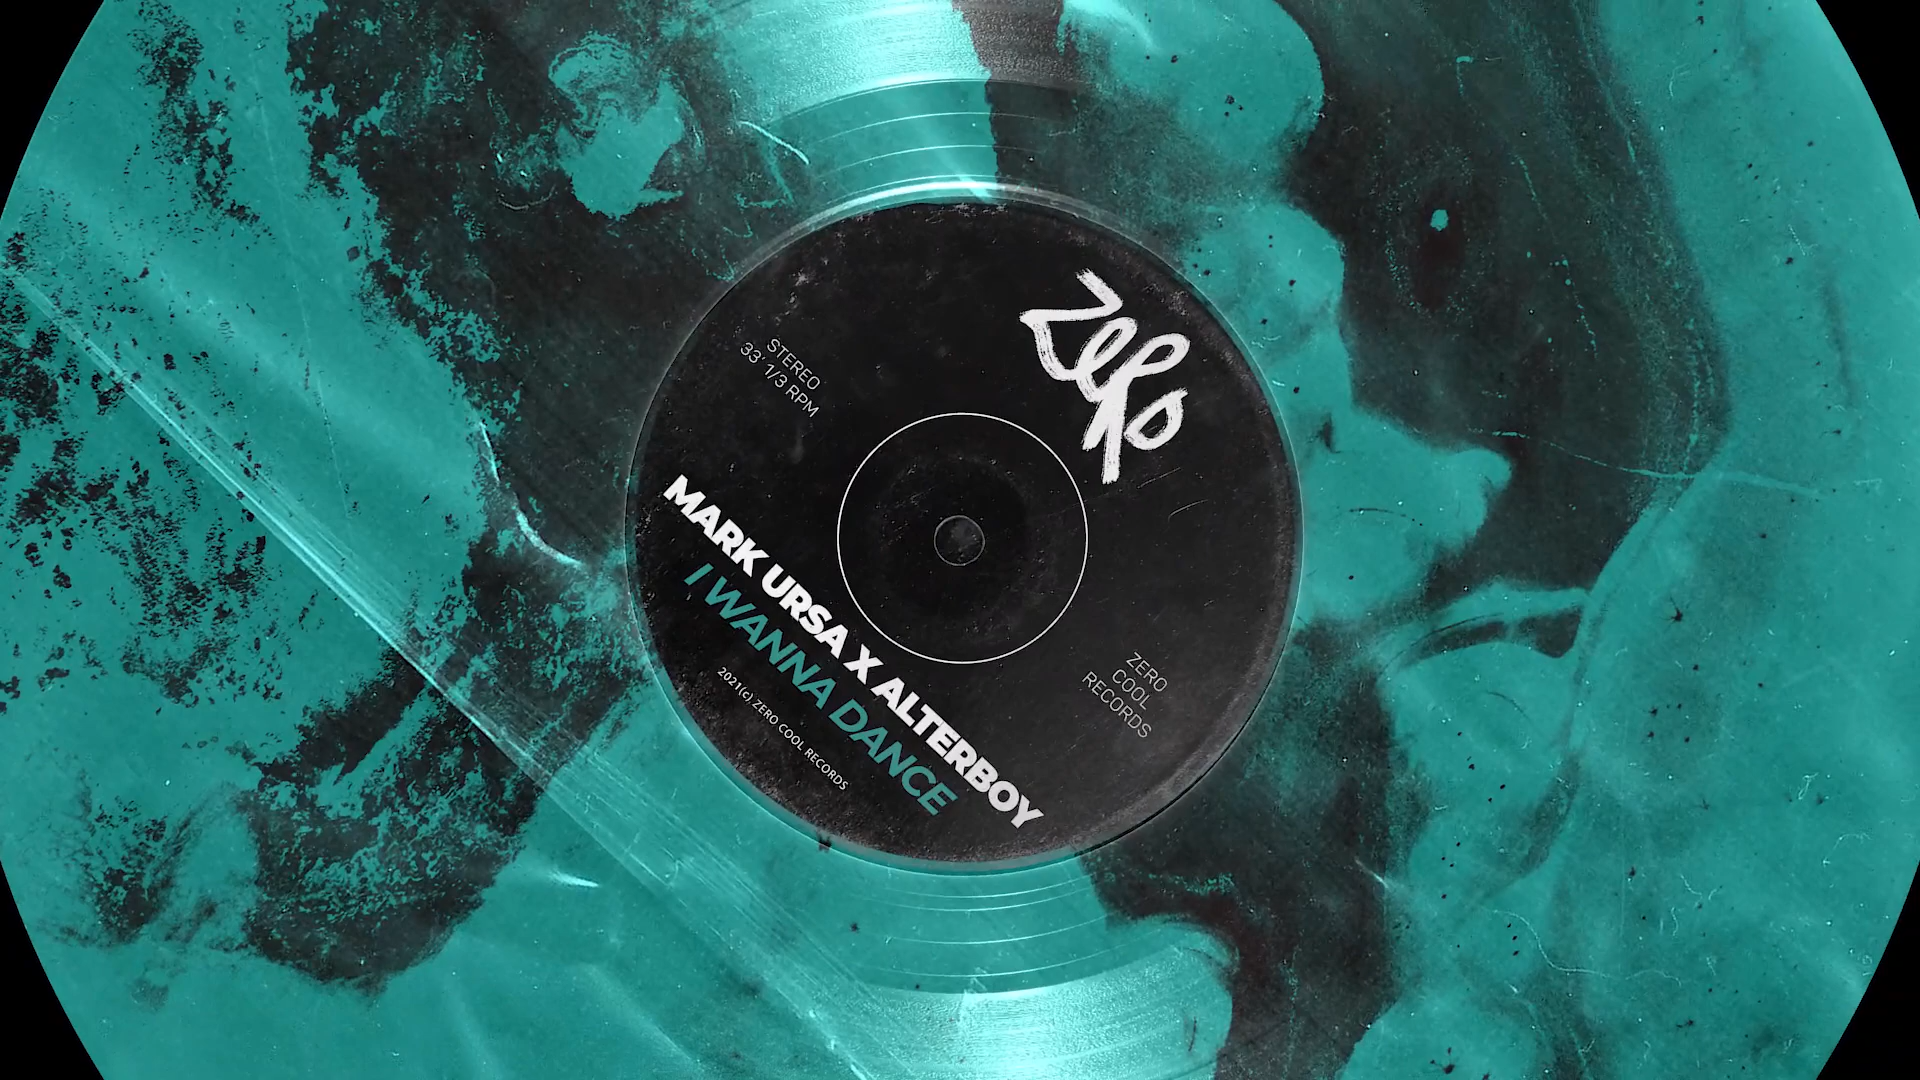 Zero
STEREO
33' 1/3 RPM
MARK URSA X ALTERBOY
I WANNA DANCE
2021(c). ZERO COOL RECORDS
ZERO
COOL
RECORDS